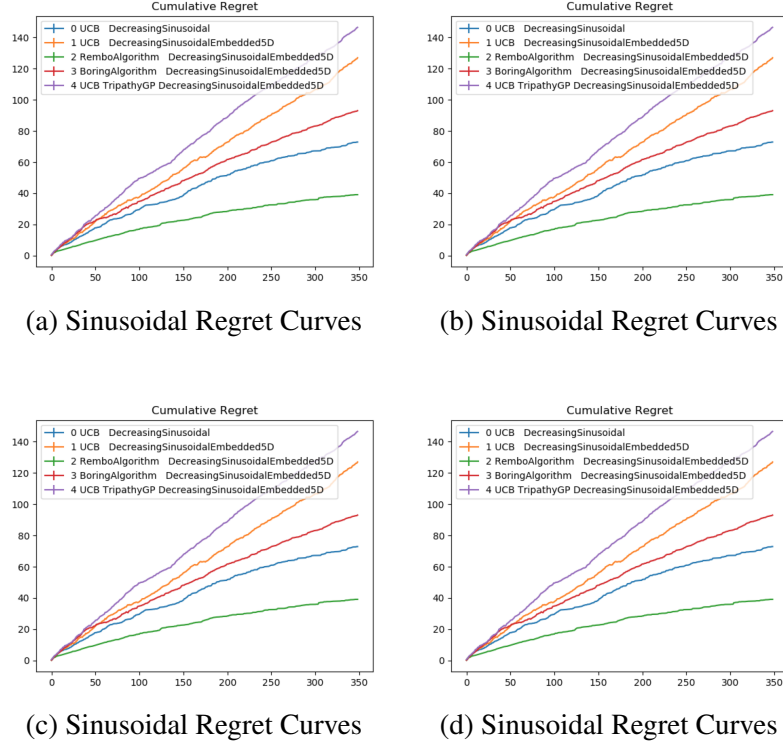 Cumulative Regret
0 UCB DecreasingSinusoidal
1 UCB DecreasingSinusoidalEmbedded5D
2 RemboAlgorithm DecreasingSinusoidalEmbedded5D
3 BoringAlgorithm DecreasingSinusoidalEmbedded5D
4 UCB TripathyGP DecreasingSinusoidalEmbedded5D
140
120
100
80
60
40
20
0
0 50 100 150 200 250 300 350
(a) Sinusoidal Regret Curves
Cumulative Regret
0 UCB DecreasingSinusoidal
1 UCB DecreasingSinusoidalEmbedded5D
2 RemboAlgorithm DecreasingSinusoidalEmbedded5D
3 BoringAlgorithm DecreasingSinusoidalEmbedded5D
4 UCB TripathyGP DecreasingSinusoidalEmbedded5D
140
120
100
80
60
40
20
0
0 50 100 150 200 250 300 350
(b) Sinusoidal Regret Curves
Cumulative Regret
0 UCB DecreasingSinusoidal
1 UCB DecreasingSinusoidalEmbedded5D
2 RemboAlgorithm DecreasingSinusoidalEmbedded5D
3 BoringAlgorithm DecreasingSinusoidalEmbedded5D
4 UCB TripathyGP DecreasingSinusoidalEmbedded5D
140
120
100
80
60
40
20
0
0 50 100 150 200 250 300 350
(c) Sinusoidal Regret Curves
Cumulative Regret
0 UCB DecreasingSinusoidal
1 UCB DecreasingSinusoidalEmbedded5D
2 RemboAlgorithm DecreasingSinusoidalEmbedded5D
3 BoringAlgorithm DecreasingSinusoidalEmbedded5D
4 UCB TripathyGP DecreasingSinusoidalEmbedded5D
140
120
100
80
60
40
20
0
0 50 100 150 200 250 300 350
(d) Sinusoidal Regret Curves